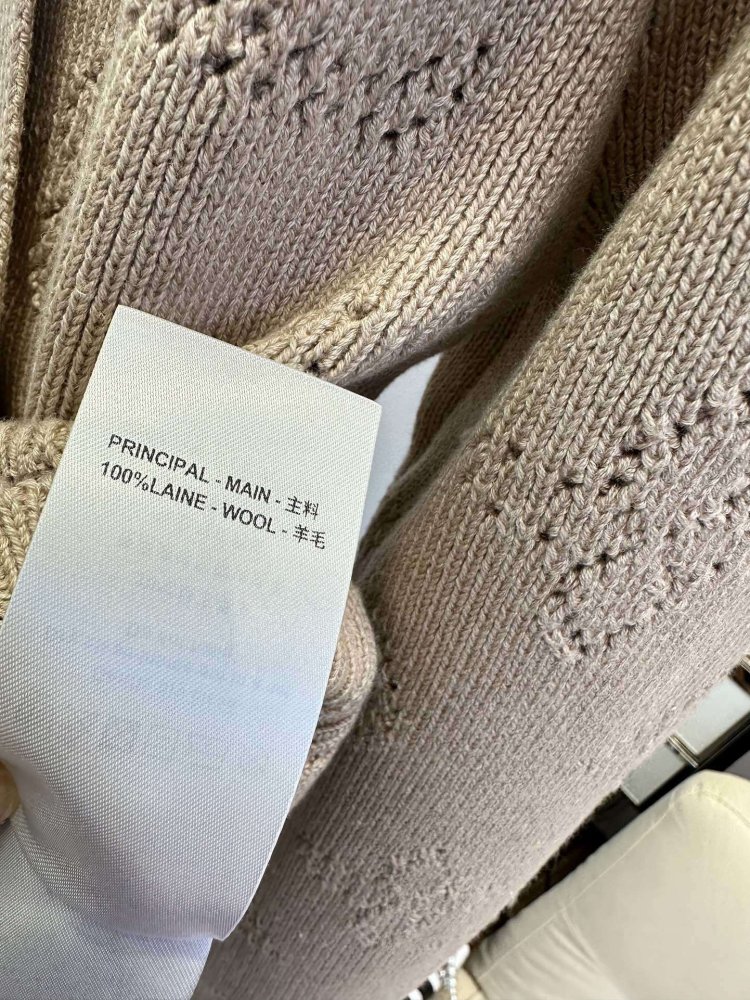 PRINCIPAL - MAIN - 主料
100%LAINE - WOOL - 羊毛